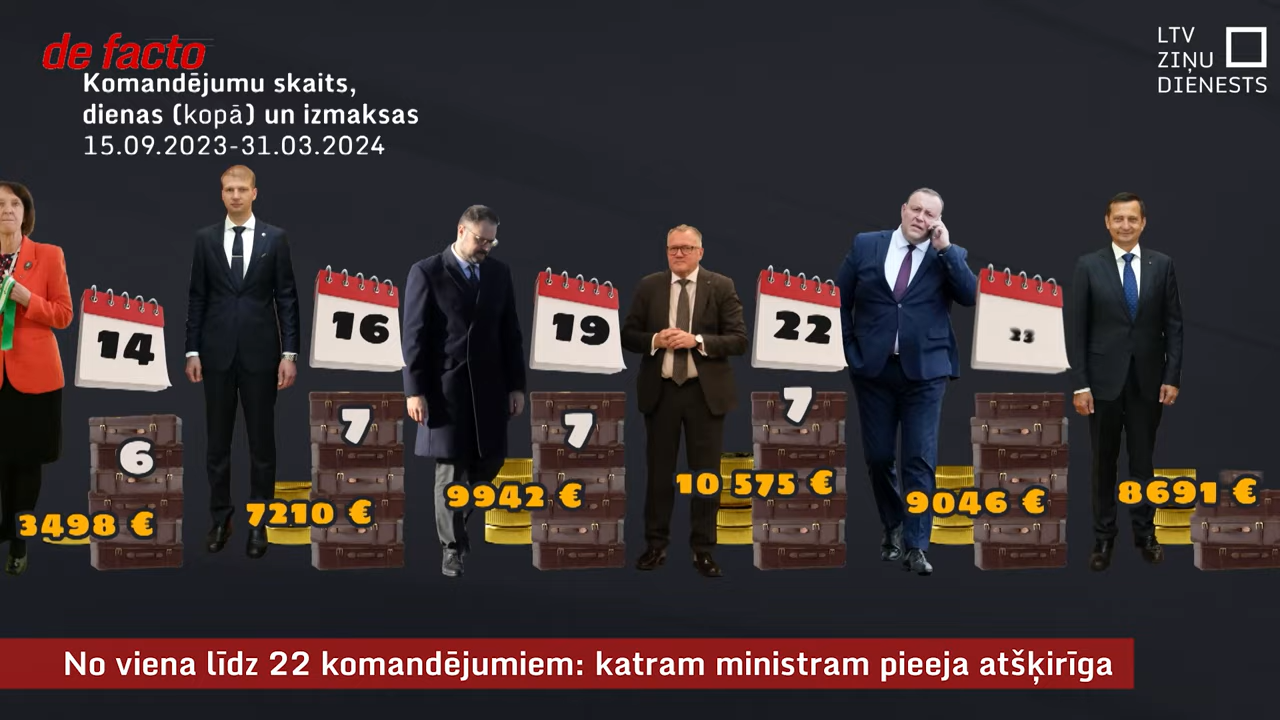 de facto
Komandējumu skaits,
dienas (kopā) un izmaksas
15.09.2023-31.03.2024
LTV
ZIŅU
DIENESTS
14
16
19
22
23
6
7
7
7
3498 €
7210 €
9942 €
10 575 €
9046 €
8691 €
No viena līdz 22 komandējumiem: katram ministram pieeja atšķirīga